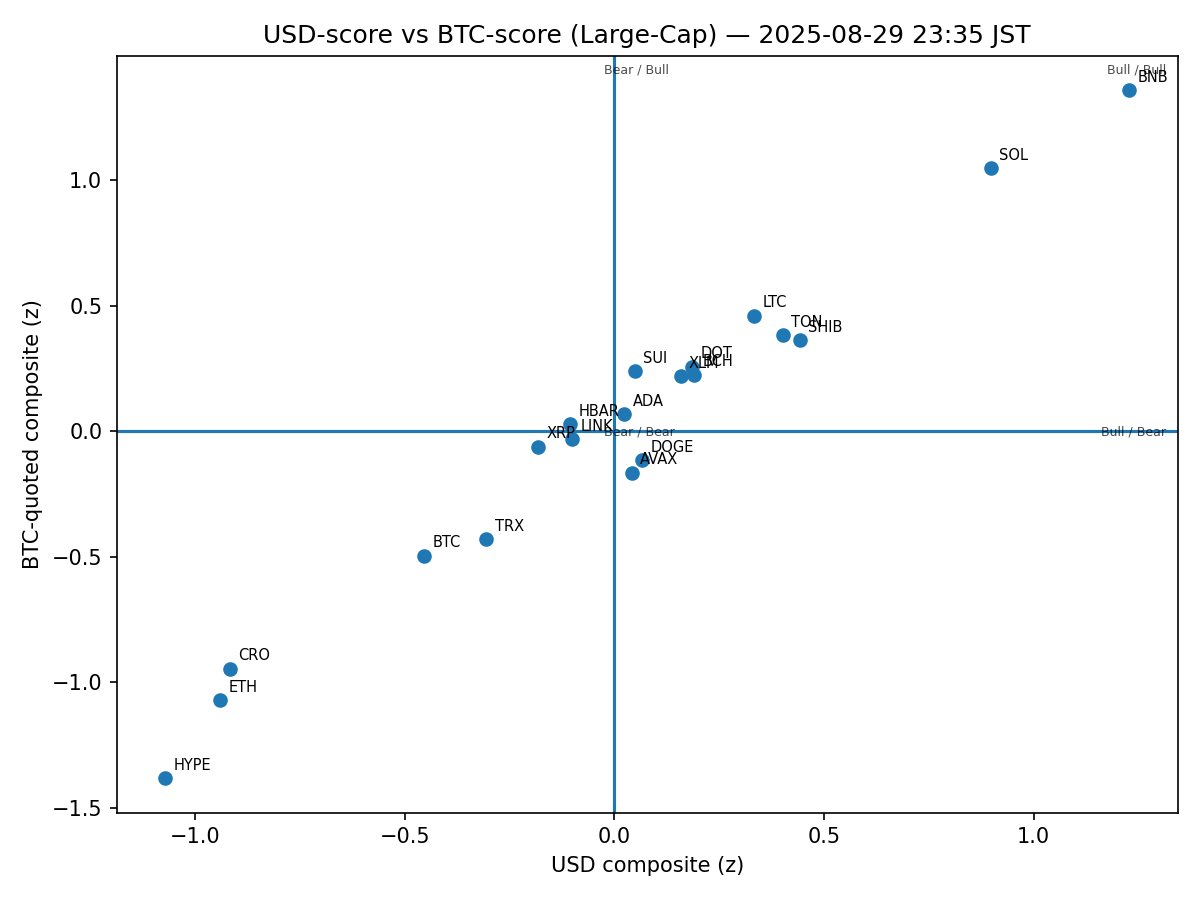 USD-score vs BTC-score (Large-Cap) — 2025-08-29 23:35 JST
Bear / Bull
Bull / Bull
BNB
SOL
1.0
LTC
0.5
TON
SHIB
DOT
BCH
XLM
SUI
ADA
HBAR
LINK
XRP
0.0
Bear / Bear
Bull / Bear
DOGE
AVAX
TRX
BTC
−0.5
CRO
ETH
−1.0
HYPE
−1.5
−1.0
−0.5
0.0
0.5
1.0
USD composite (z)
BTC-quoted composite (z)